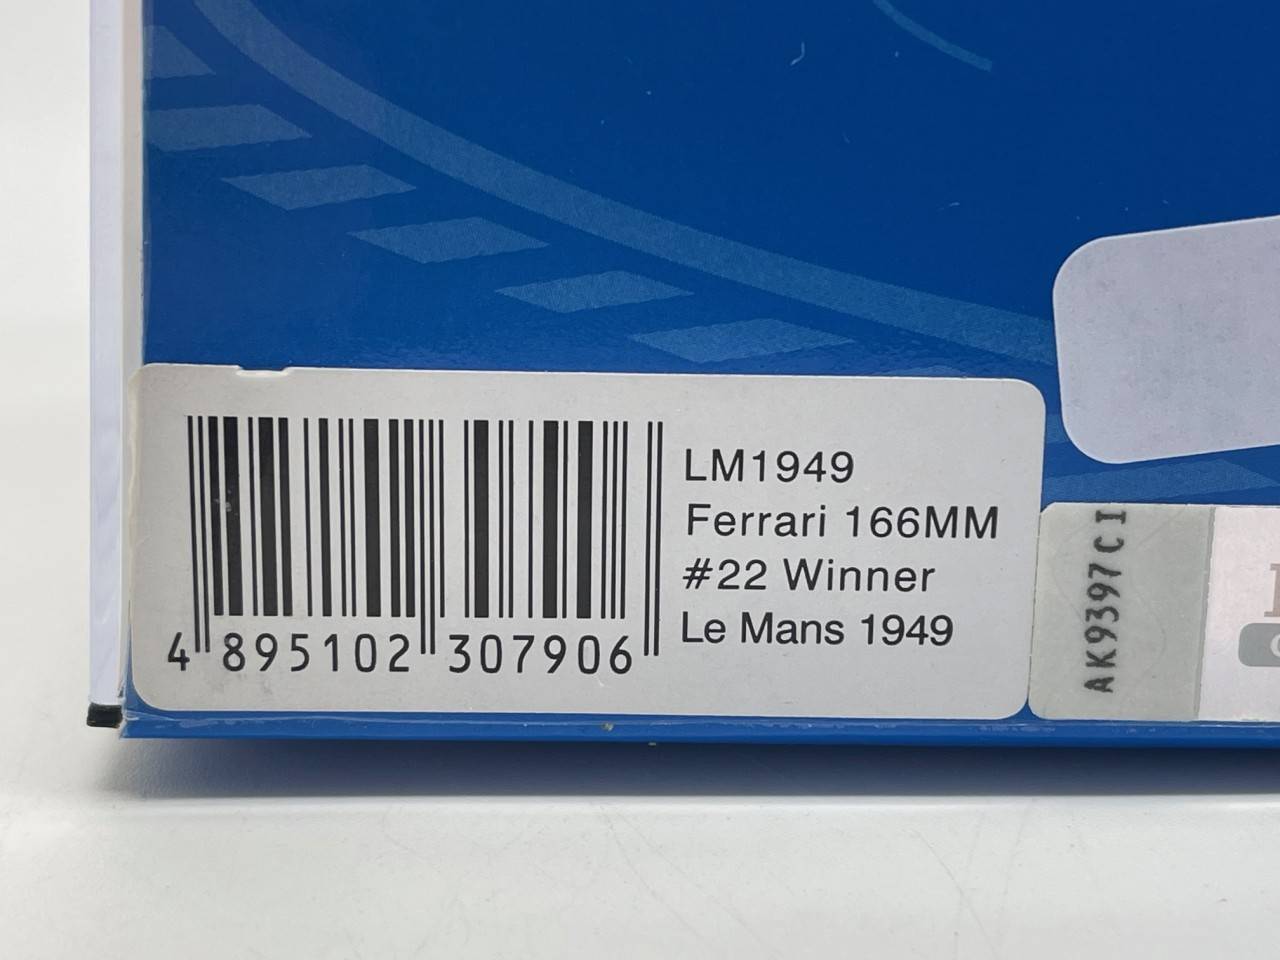 LM1949
Ferrari 166MM
#22 Winner
Le Mans 1949
4 895102 307906
AK9397CI